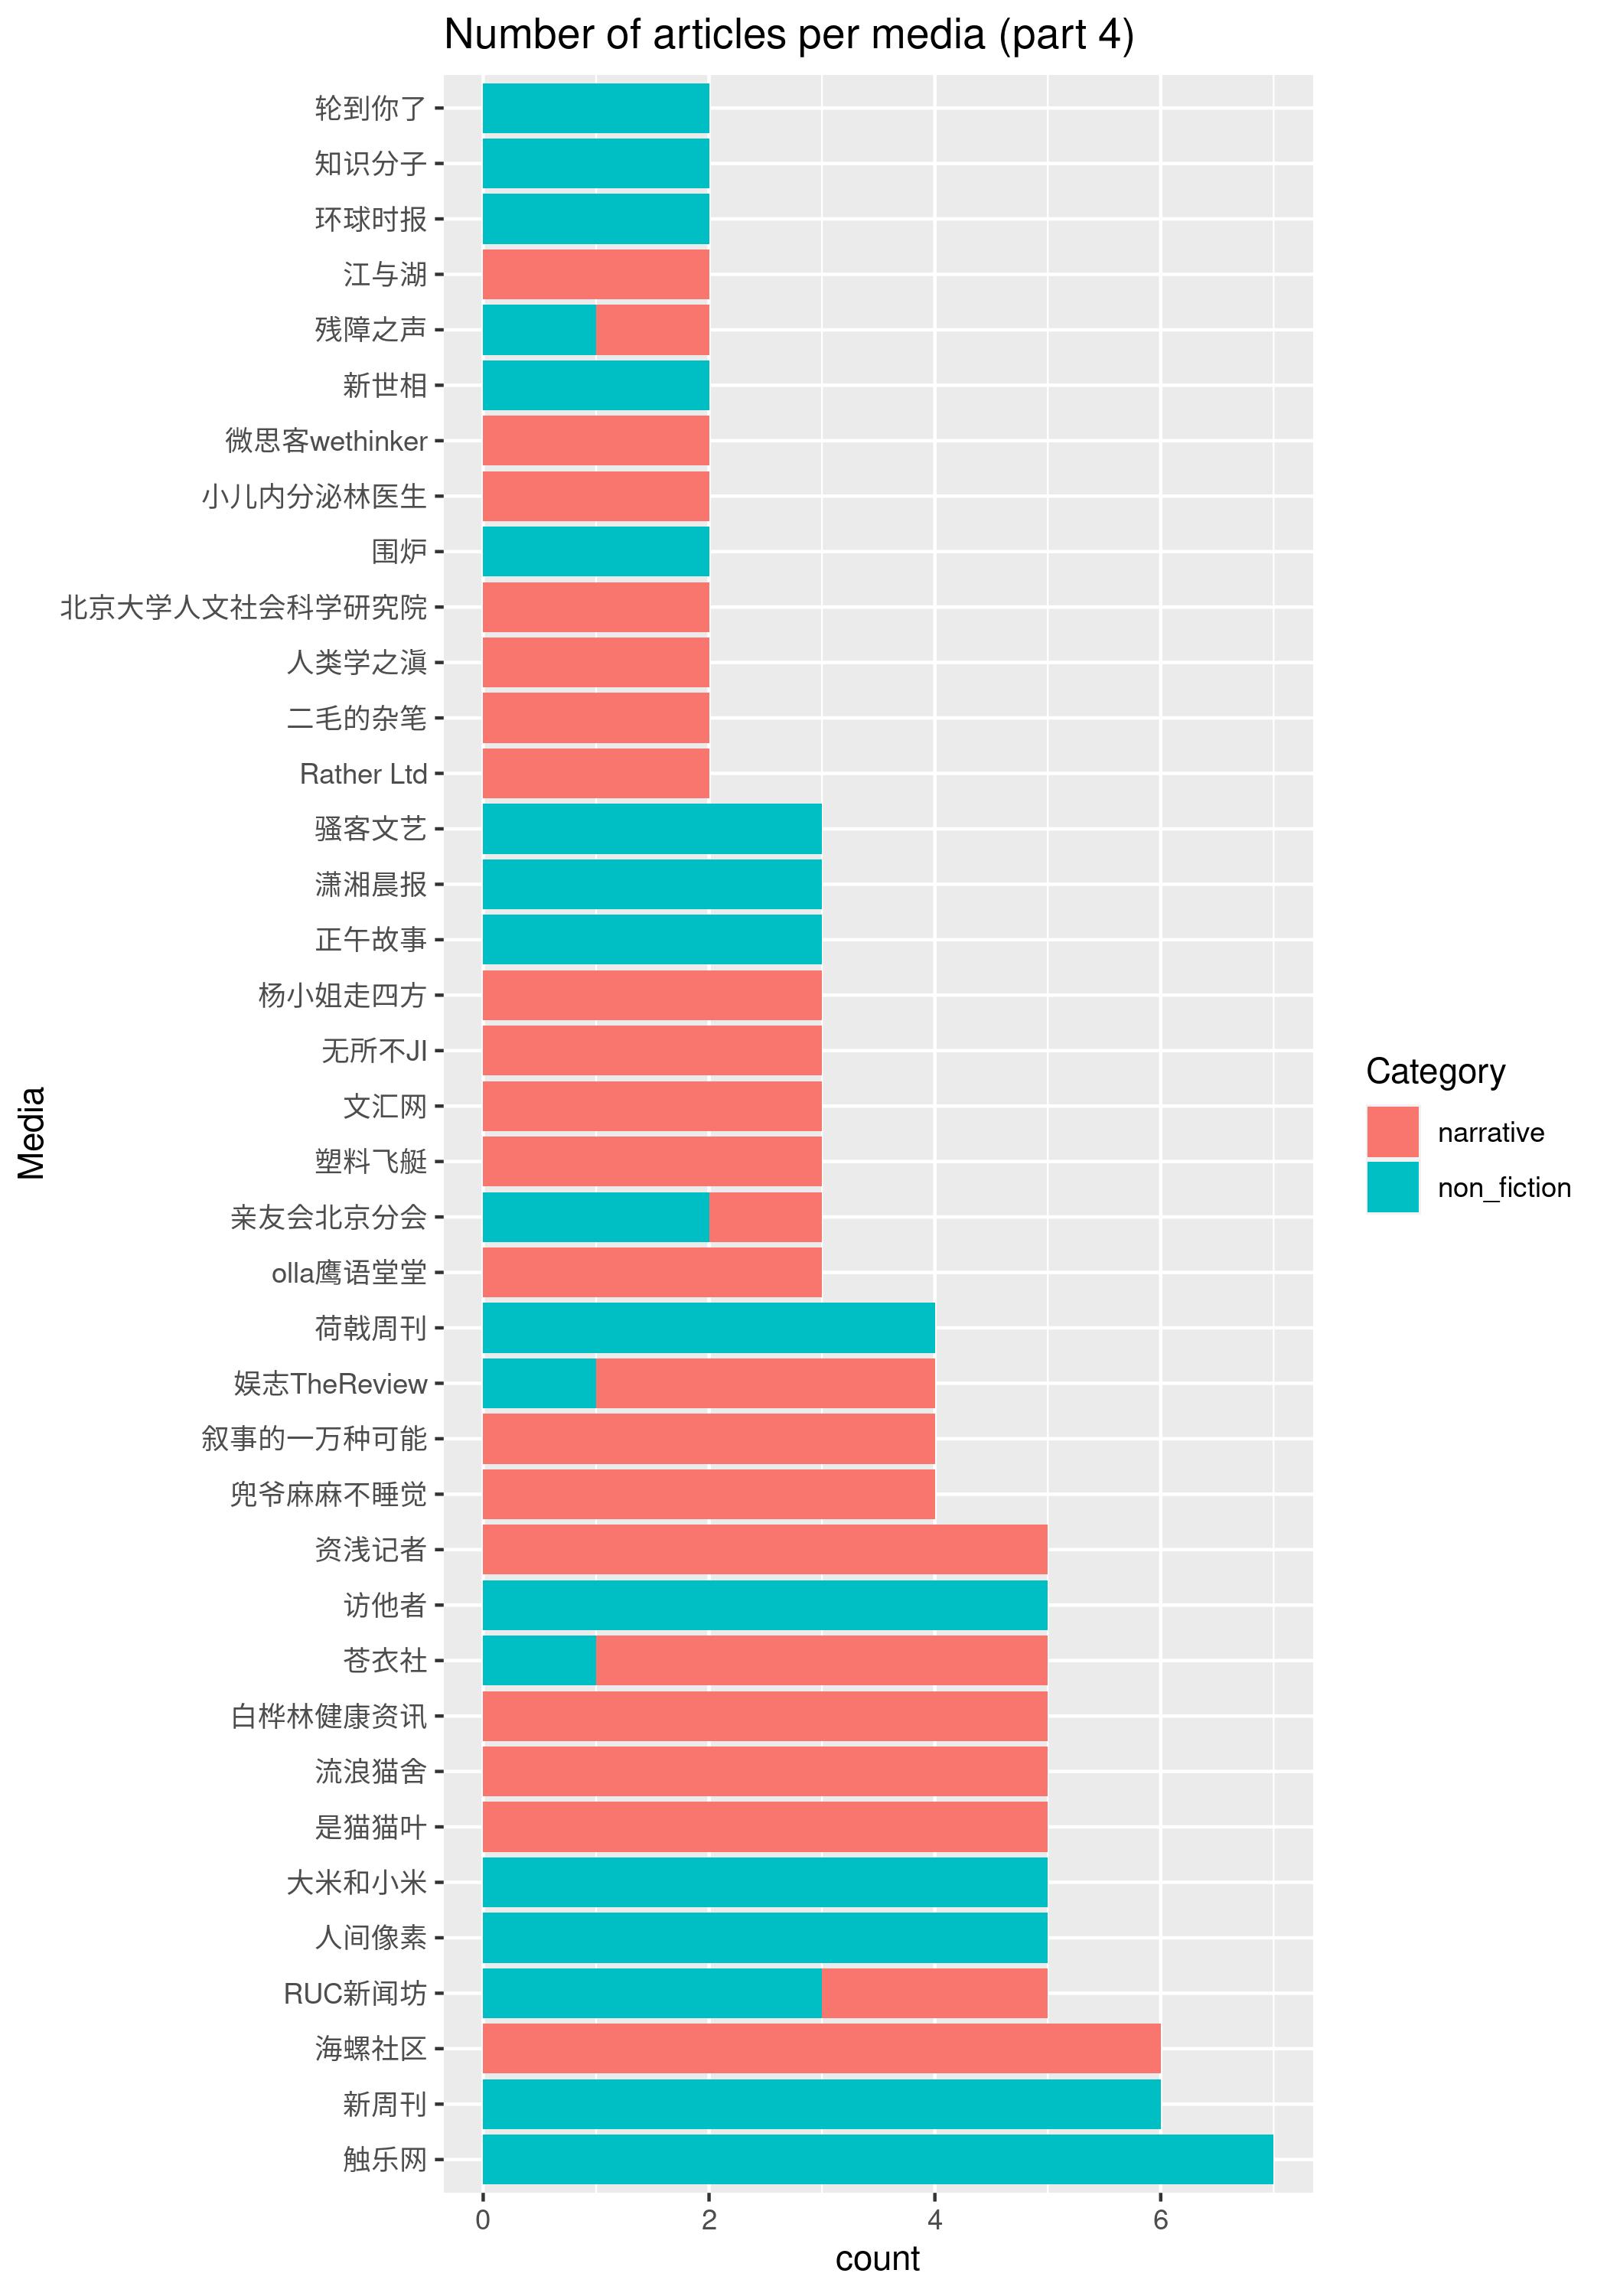 Number of articles per media (part 4)
轮到你了
知识分子
环球时报
江与湖
残障之声
新世相
微思客wethinker
小儿内分泌林医生
围炉
北京大学人文社会科学研究院
人类学之滇
二毛的杂笔
Rather Ltd
骚客文艺
潇湘晨报
正午故事
杨小姐走四方
无所不JI
文汇网
塑料飞艇
亲友会北京分会
olla鹰语堂堂
荷戟周刊
娱志TheReview
叙事的一万种可能
兜爷麻麻不睡觉
资浅记者
访他者
苍衣社
白桦林健康资讯
流浪猫舍
是猫猫叶
大米和小米
人间像素
RUC新闻坊
海螺社区
新周刊
触乐网
Media
0 2 4 6
count
Category
narrative
non_fiction